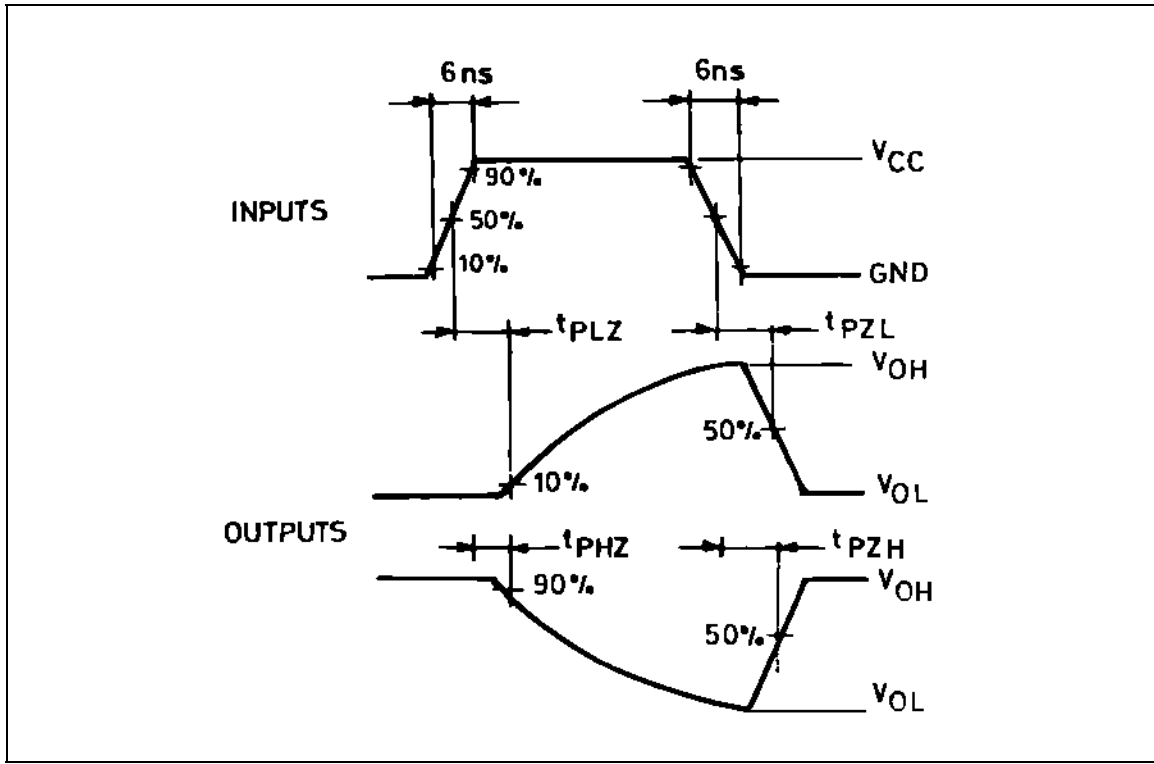 6ns 6ns
VCC
90%
INPUTS 50%
10% GND
tPLZ tPZL
VOH
50%
10% VOL
OUTPUTS
tPHZ tPZH
90% VOH
50%
VOL